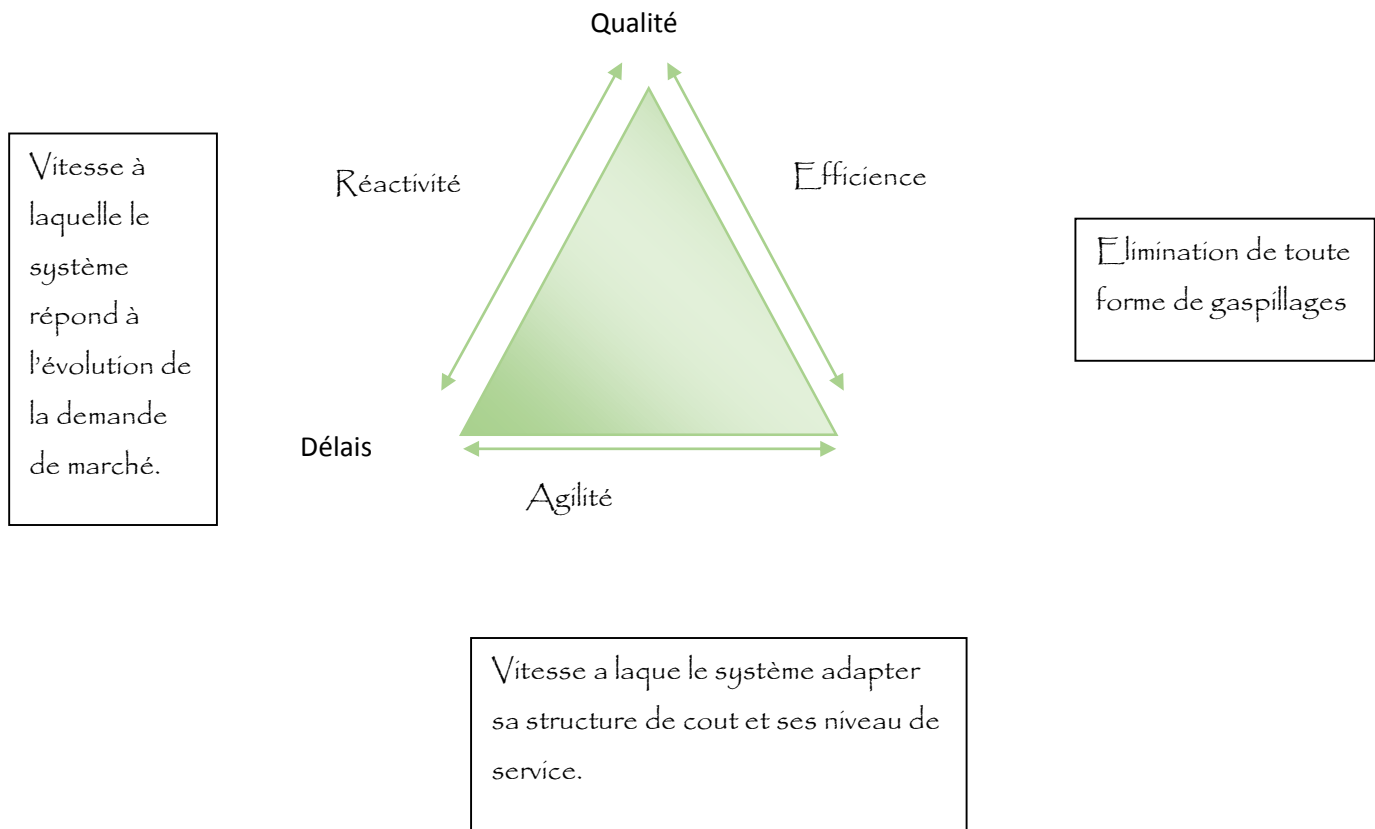 Qualité
Vitesse à
laquelle le
système
répond à
l'évolution de
la demande
de marché.
Réactivité
Efficience
Elimination de toute
forme de gaspillages
Délais
Agilité
Vitesse a laque le système adapter
sa structure de cout et ses niveau de
service.